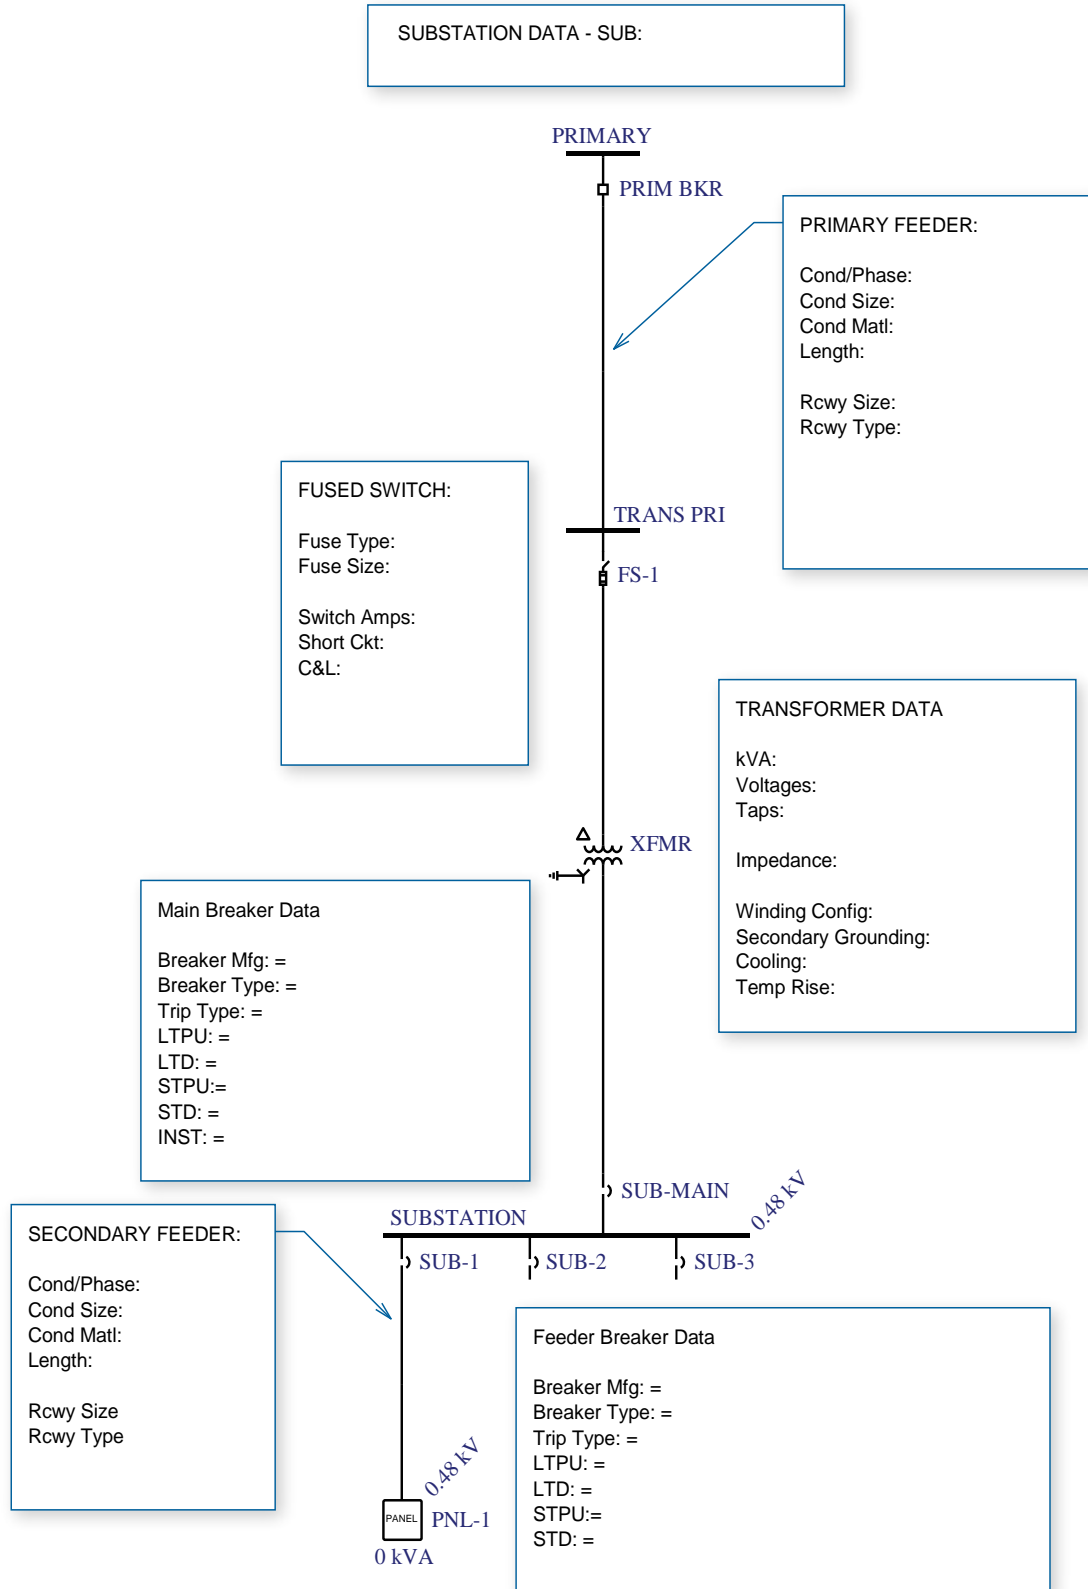 SUBSTATION DATA - SUB:
PRIMARY
PRIM BKR
PRIMARY FEEDER:
Cond/Phase:
Cond Size:
Cond Matl:
Length:
Rcwy Size:
Rcwy Type:
FUSED SWITCH:
Fuse Type:
Fuse Size:
Switch Amps:
Short Ckt:
C&L:
TRANS PRI
FS-1
TRANSFORMER DATA
kVA:
Voltages:
Taps:
Impedance:
Winding Config:
Secondary Grounding:
Cooling:
Temp Rise:
XFMR
Main Breaker Data
Breaker Mfg: =
Breaker Type: =
Trip Type: =
LTPU: =
LTD: =
STPU:=
STD: =
INST: =
SUB-MAIN
0.48 kV
SUBSTATION
SUB-1
SUB-2
SUB-3
SECONDARY FEEDER:
Cond/Phase:
Cond Size:
Cond Matl:
Length:
Rcwy Size
Rcwy Type
Feeder Breaker Data
Breaker Mfg: =
Breaker Type: =
Trip Type: =
LTPU: =
LTD: =
STPU:=
STD: =
0.48 kV
PANEL
PNL-1
0 kVA